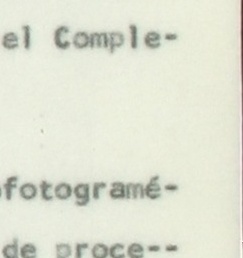 el Comple-
fotogramé-
de proce--